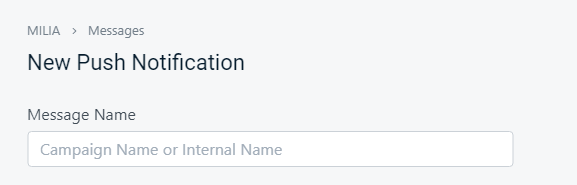 MILIA > Messages
New Push Notification
Message Name
Campaign Name or Internal Name